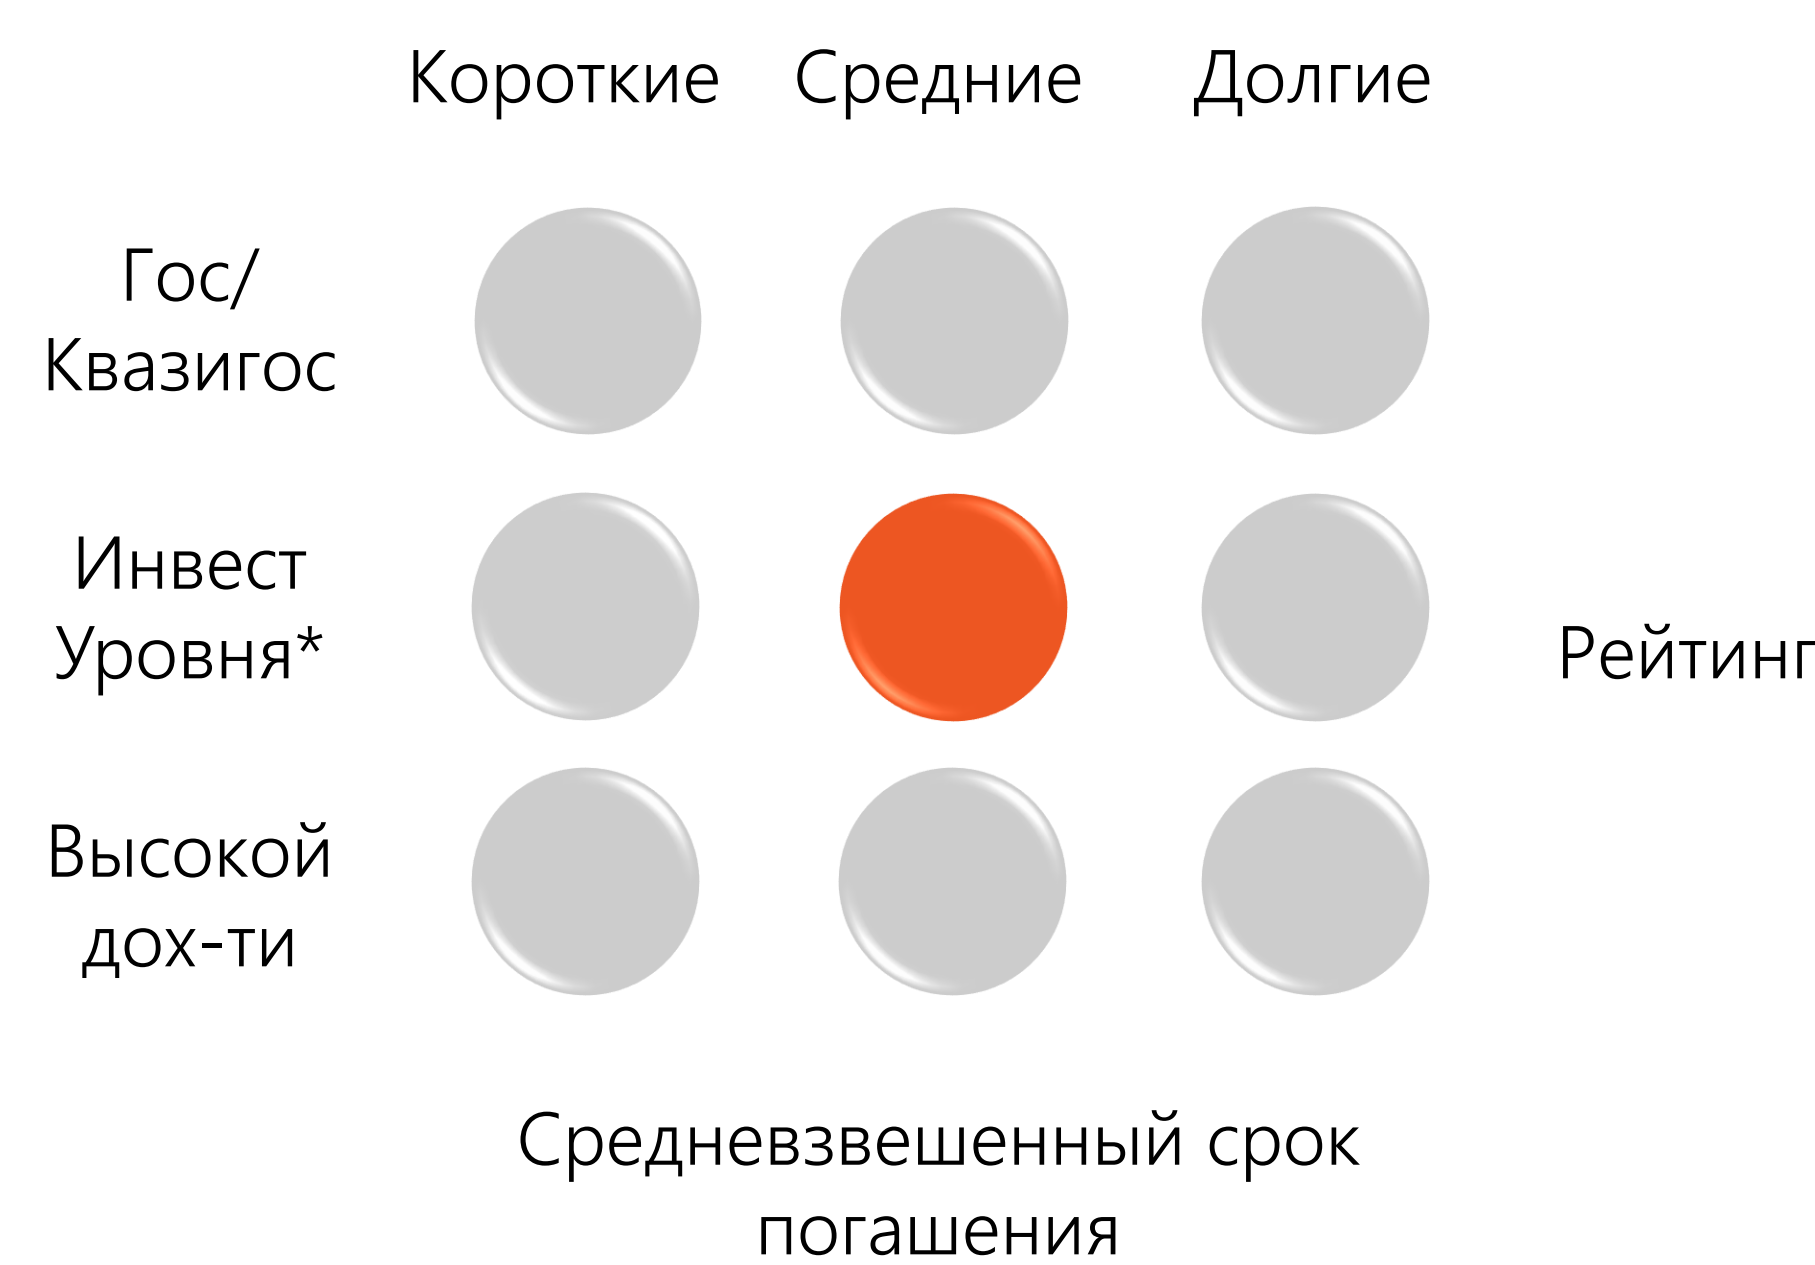 Короткие Средние Долгие
Гос/
Квазигос
Инвест
Уровня*
Рейтинг
Высокой
дох-ти
Средневзвешенный срок
погашения